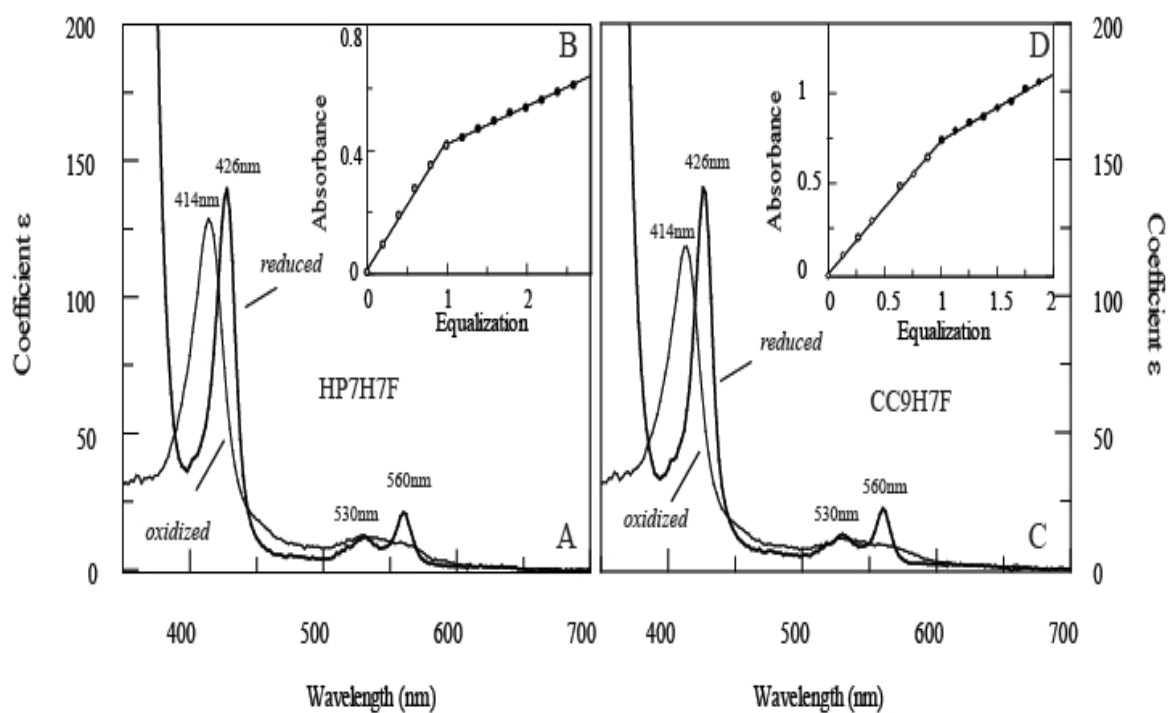 200 0.8 B D 200
1
Absorbance Absorbance
426nm 426nm
150 150
0.4 0.5
414nm 414nm
reduced
0 0
0 1 2 0 0.5 1 1.5 2
Equalization Equalization
Coefficient ε Coefficient ε
100 100
reduced
HP7H7F CC9H7F
50 50
560nm 560nm
530nm 530nm
oxidized oxidized
A C
0 0
400 500 600 700 400 500 600 700
Wavelength (nm) Wavelength (nm)